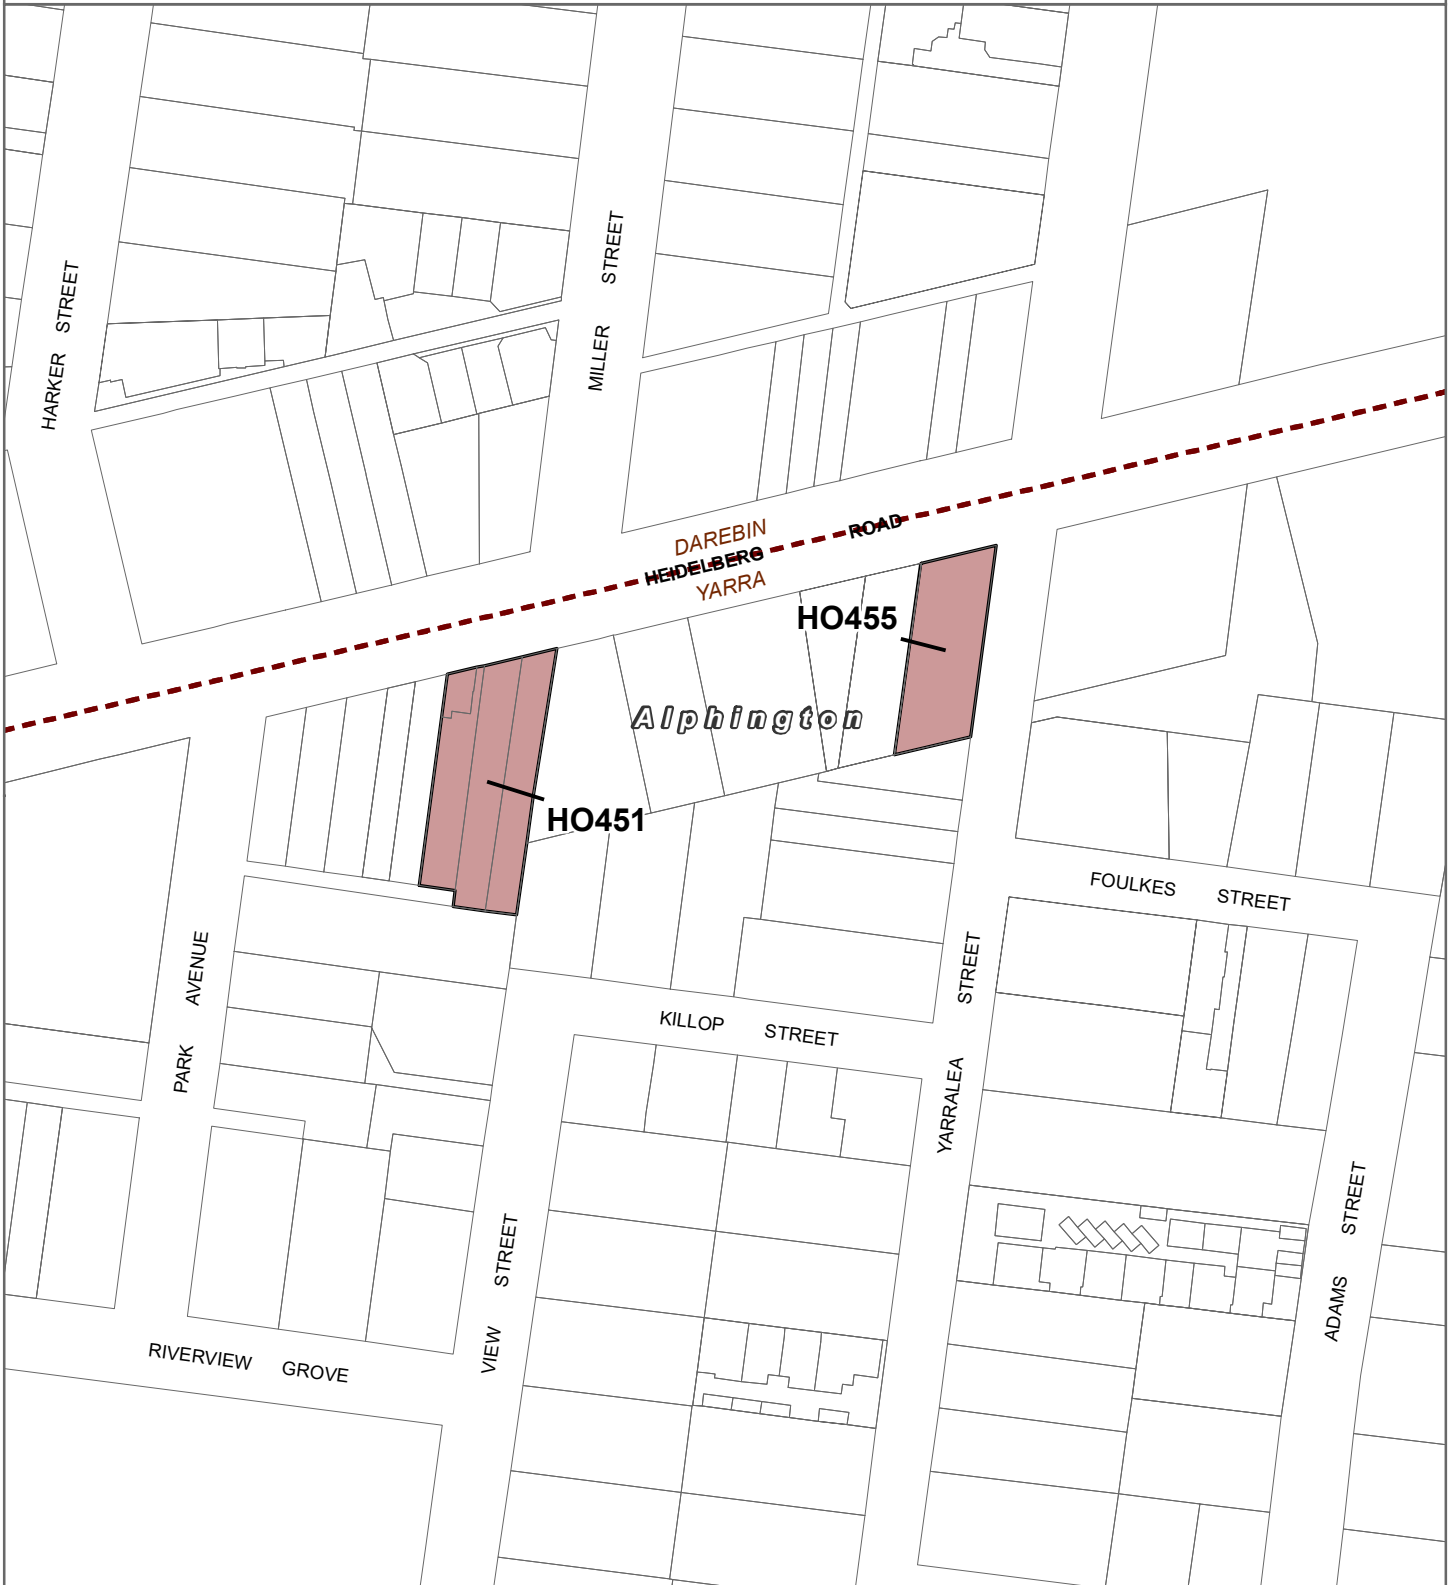 HARKER STREET
MILLER STREET
DAREBIN
HEIDELBERG ROAD
YARRA
HO455
Alphington
HO451
FOULKES STREET
PARK AVENUE
KILLOP STREET
YARRALEA STREET
VIEW STREET
ADAMS STREET
RIVERVIEW GROVE